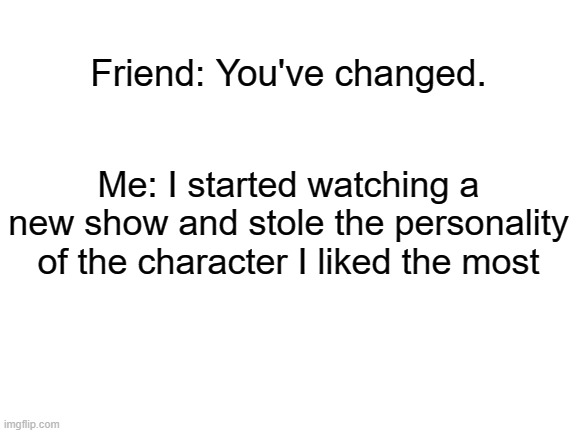 Friend: You've changed.
Me: I started watching a
new show and stole the personality
of the character I liked the most
imgflip.com